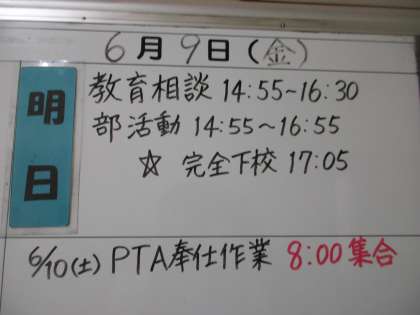 6月9日(金)
明日
教育相談 14:55~16:30
部活動 14:55~16:55
☆ 完全下校 17:05
6/10(土) PTA奉仕作業 8:00集合